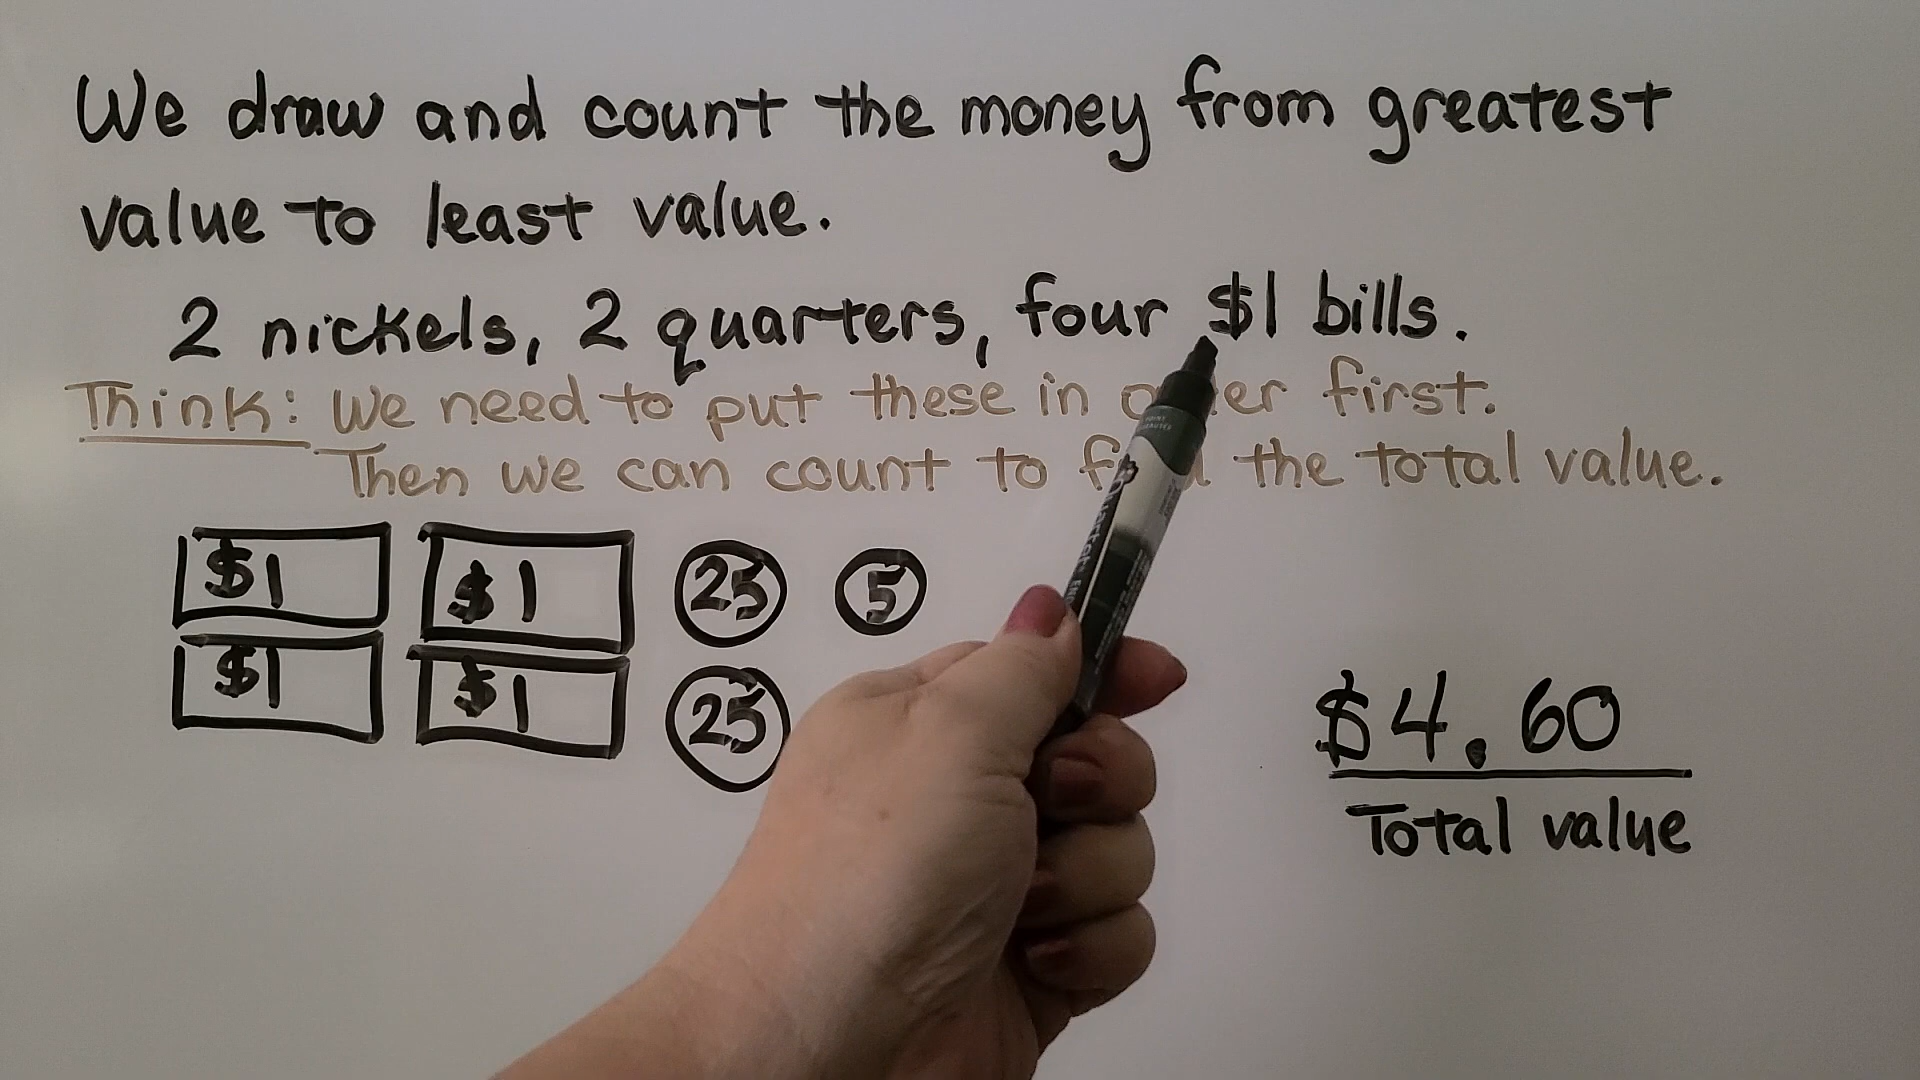 We draw and count the money from greatest
value to least value.
2 nickels, 2 quarters, four $1 bills.
Think: We need to put these in first.
Then we can count to the total value.
$1 $1 25 5
$1 $1 25
$4.60
Total value
Quartet